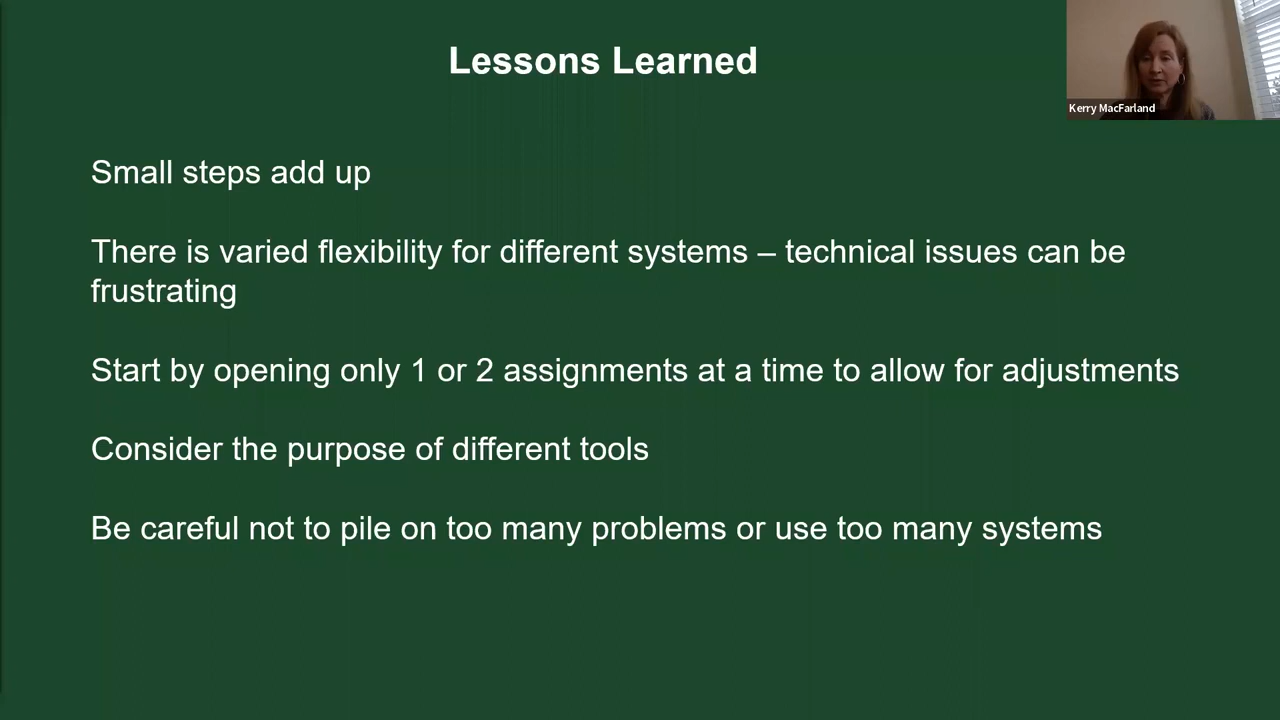 Lessons Learned
Kerry MacFarland
Small steps add up
There is varied flexibility for different systems – technical issues can be
frustrating
Start by opening only 1 or 2 assignments at a time to allow for adjustments
Consider the purpose of different tools
Be careful not to pile on too many problems or use too many systems